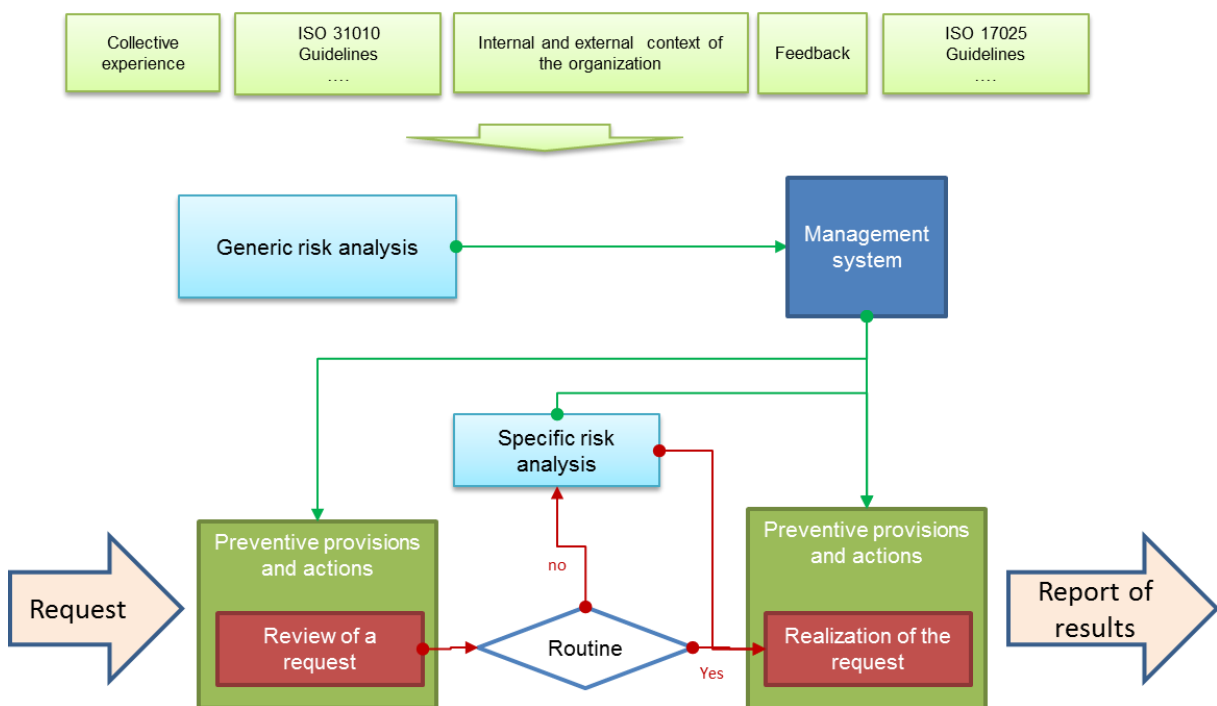 Collective
experience
ISO 31010
Guidelines
....
Internal and external context of
the organization
Feedback
ISO 17025
Guidelines
....
Generic risk analysis
Management
system
Specific risk
analysis
Request
Preventive provisions
and actions
Review of a
request
no
Routine
Yes
Preventive provisions
and actions
Realization of the
request
Report of
results